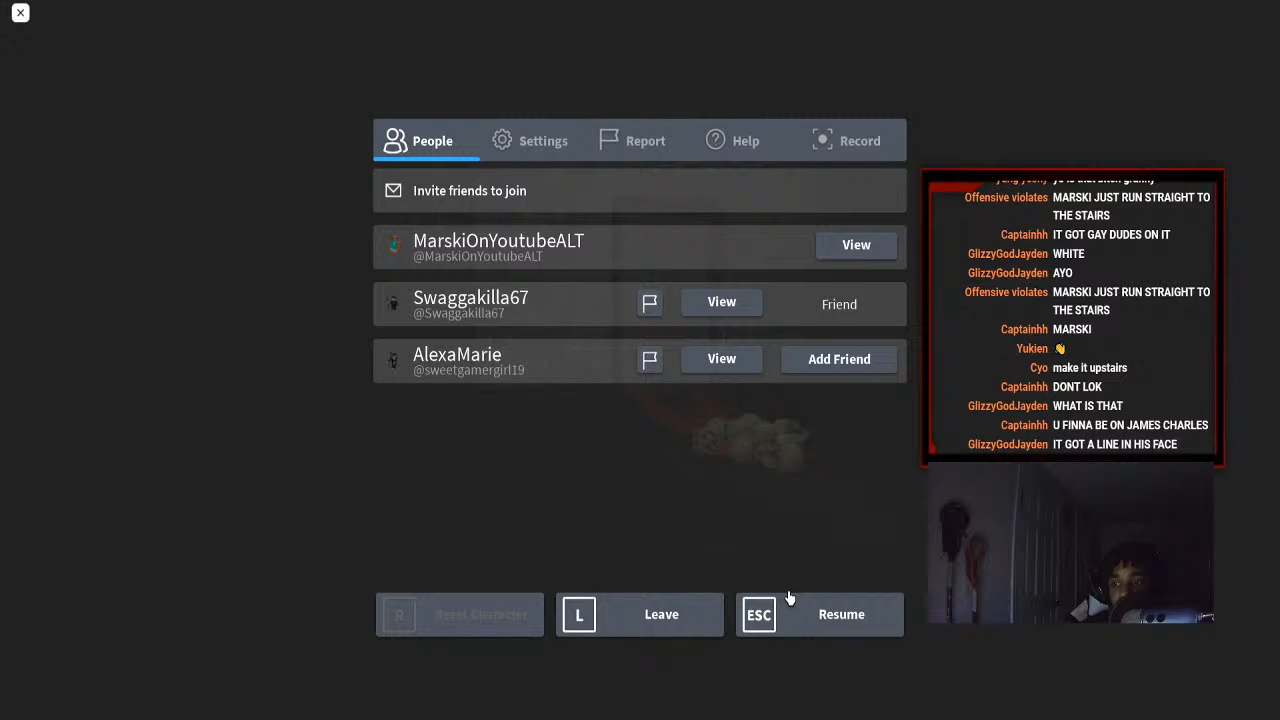 People
Settings
Report
Help
Record
Invite friends to join
MarskiOnYoutubeALT
@MarskiOnYoutubeALT
View
Swaggakilla67
@Swaggakilla67
View
Friend
AlexaMarie
@sweetgamergirl19
View
Add Friend
R Reset Character
L Leave
ESC Resume
Offensive violates MARSKI JUST RUN STRAIGHT TO
THE STAIRS
Captainhh IT GOT GAY DUDES ON IT
GlizzyGodJayden WHITE
GlizzyGodJayden AYO
Offensive violates MARSKI JUST RUN STRAIGHT TO
THE STAIRS
Captainhh MARSKI
Yukien 👏
Cyo make it upstairs
Captainhh DONT LOK
GlizzyGodJayden WHAT IS THAT
Captainhh U FINNA BE ON JAMES CHARLES
GlizzyGodJayden IT GOT A LINE IN HIS FACE